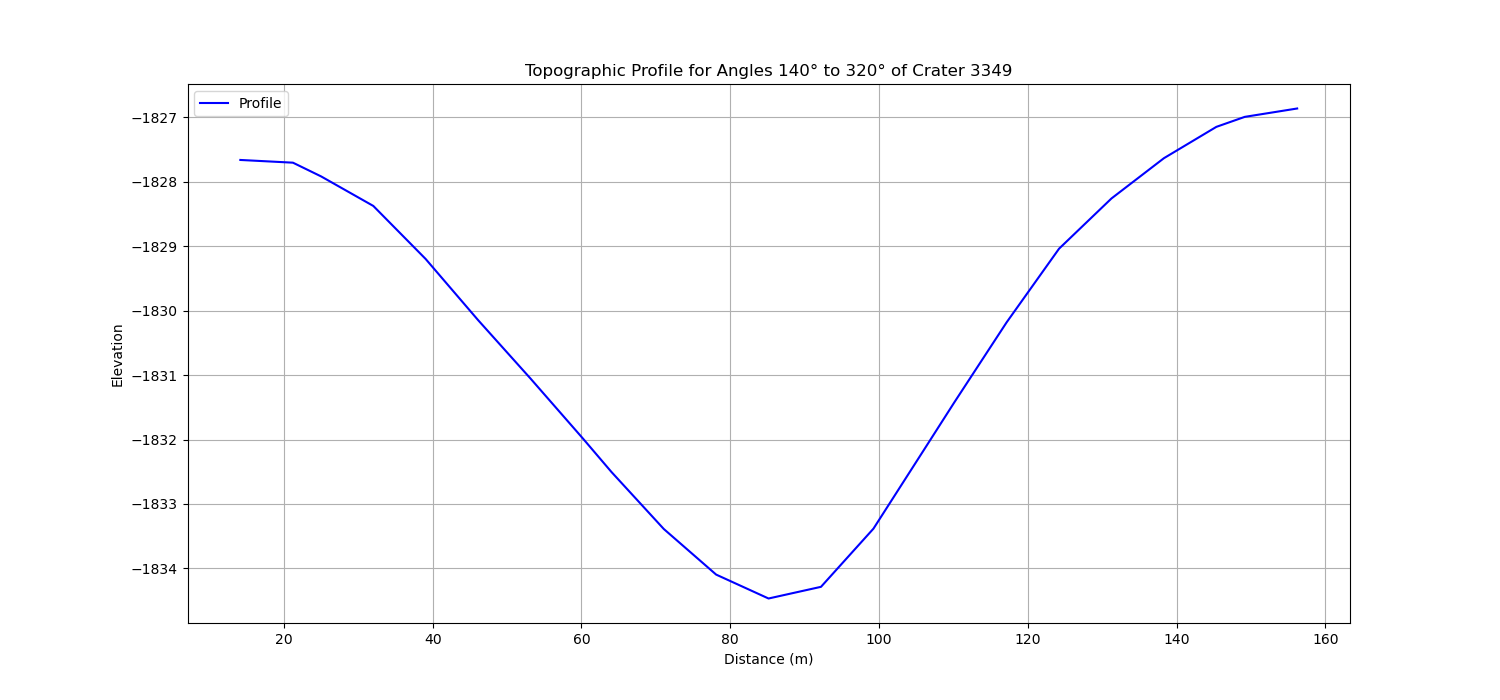 Topographic Profile for Angles 140° to 320° of Crater 3349
Profile
−1827
−1828
−1829
−1830
−1831
−1832
−1833
−1834
Elevation
20 40 60 80 100 120 140 160
Distance (m)